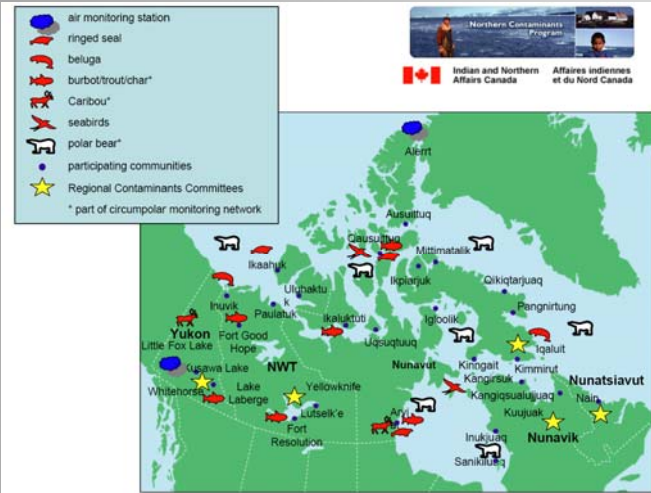 air monitoring station
ringed seal
beluga
burbot/trout/char*
Caribou*
seabirds
polar bear*
participating communities
Regional Contaminants Committees
* part of circumpolar monitoring network
Northern Contaminants
Program
Indian and Northern
Affairs Canada
Affaires indiennes
et du Nord Canada
Alerrt
Ausuittuq
Qausuittuq
Mittimatalik
Ikpiarjuk
Ikaahuk
Uluhaktu
k
Qikiqtarjuaq
Pangnirtung
Inuvik
Paulatuk
Ikaluktuti
Igloolik
Yukon
Fort Good
Hope
Uqsuqtuuq
Iqaluit
Little Fox Lake
NWT
Nunavut
Kinngait
Kimmirut
Kusawa Lake
Kangirsuk
Nunatsiavut
Whitehorse
Lake
Laberge
Yellowknife
Kangiqsualujjuaq
Nain
Lutselk'e
Kuujuak
Fort
Resolution
Arvi
Inukjuaq
Nunavik
Sanikiluaq